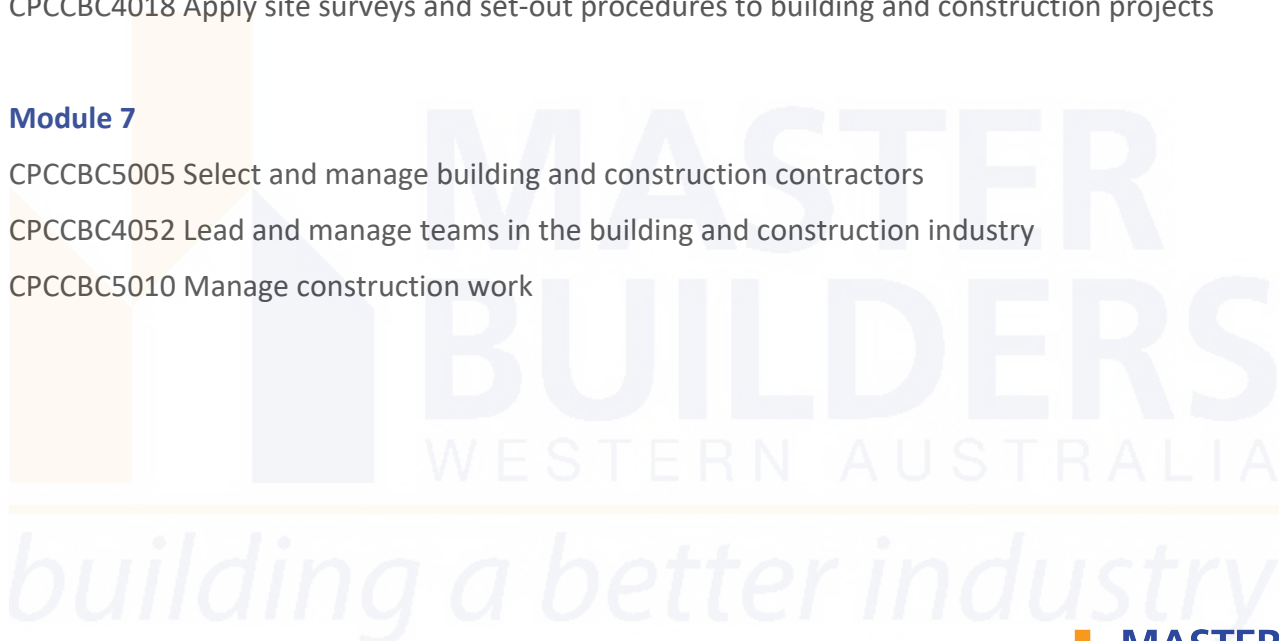 CPCCBC4018 Apply site surveys and set-out procedures to building and construction projects
Module 7
CPCCBC5005 Select and manage building and construction contractors
CPCCBC4052 Lead and manage teams in the building and construction industry
CPCCBC5010 Manage construction work
MASTER
BUILDERS
WESTERN AUSTRALIA
building a better industry
MASTER